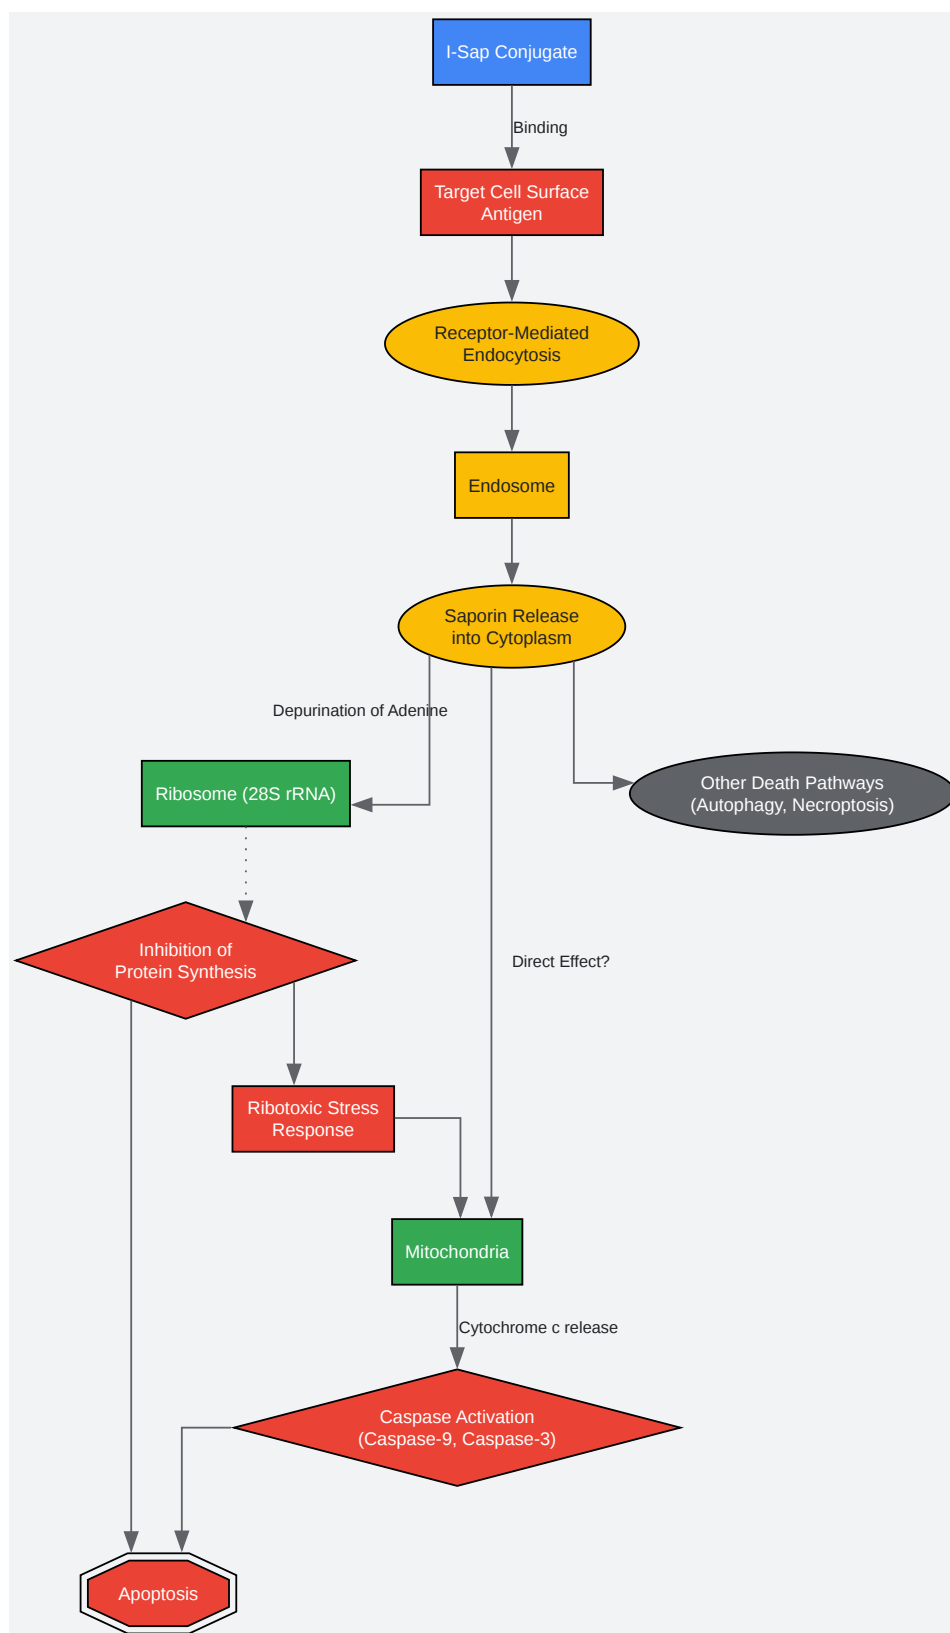 I-Sap Conjugate
Binding
Target Cell Surface
Antigen
Receptor-Mediated
Endocytosis
Endosome
Saporin Release
into Cytoplasm
Depurination of Adenine
Ribosome (28S rRNA)
Other Death Pathways
(Autophagy, Necroptosis)
Inhibition of
Protein Synthesis
Direct Effect?
Ribotoxic Stress
Response
Mitochondria
Cytochrome c release
Caspase Activation
(Caspase-9, Caspase-3)
Apoptosis